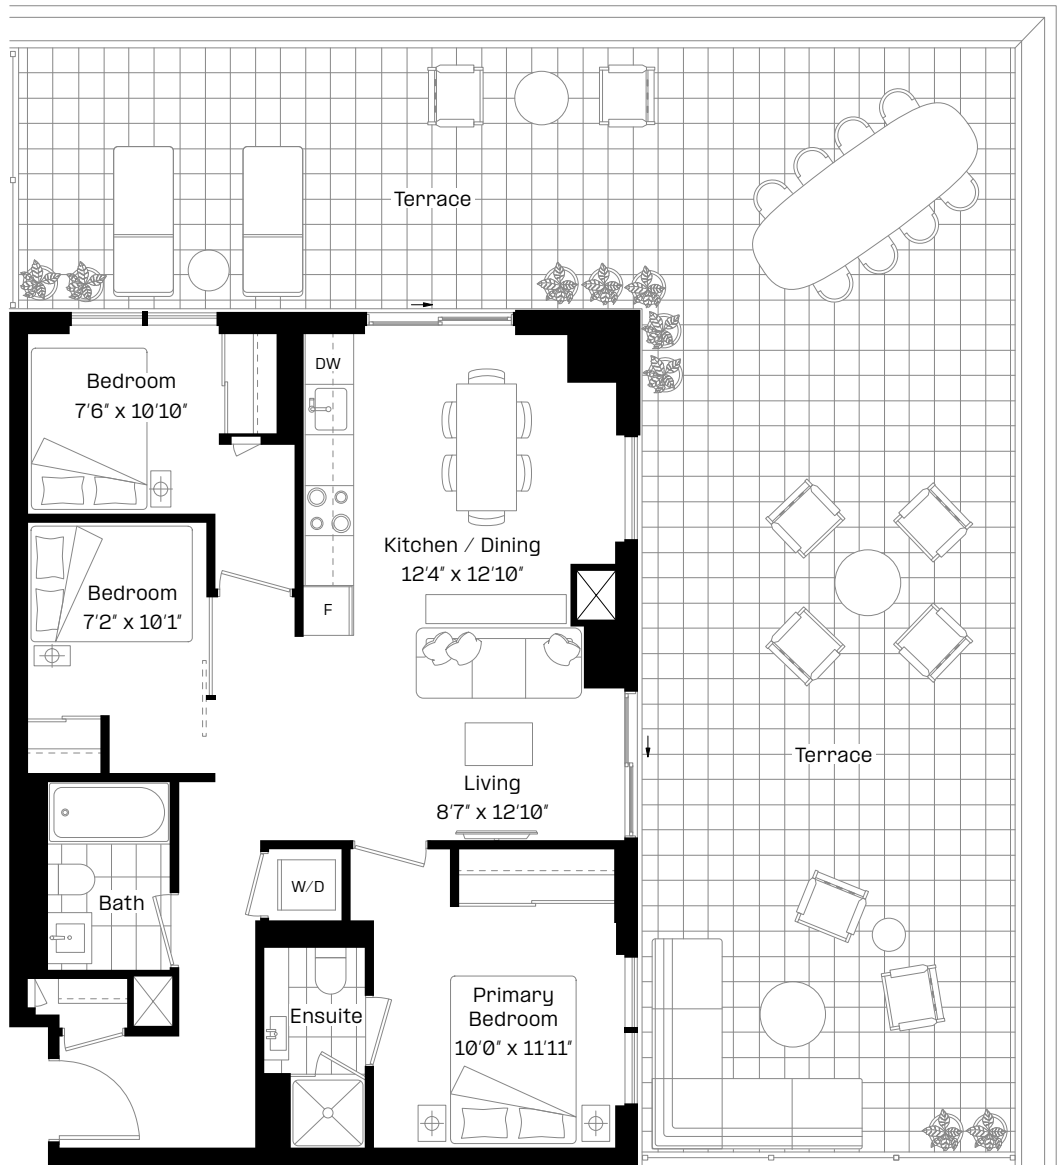 Terrace
Bedroom
7'6" x 10'10"
DW
Kitchen / Dining
12'4" x 12'10"
Bedroom
7'2" x 10'1"
F
Terrace
Living
8'7" x 12'10"
W/D
Bath
Ensuite
Primary
Bedroom
10'0" x 11'11"